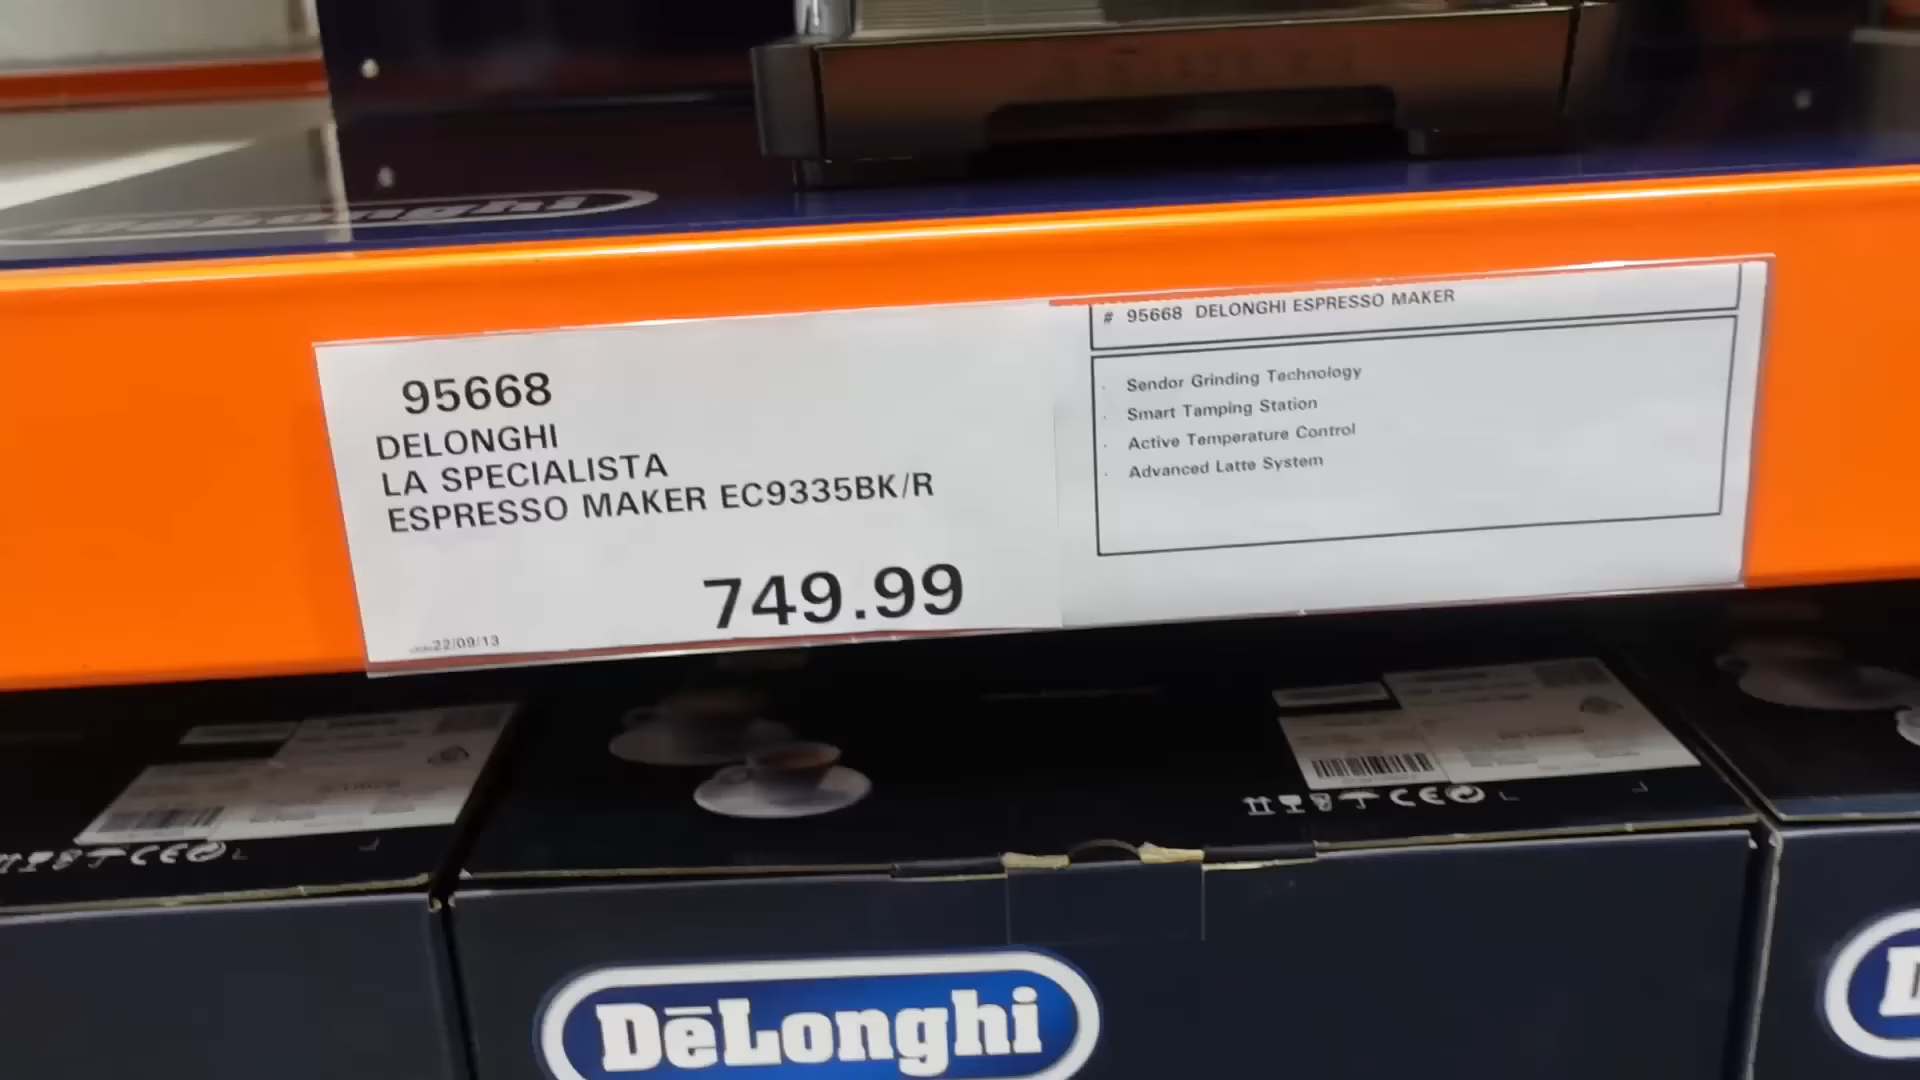 DeLonghi
95668
DELONGHI
LA SPECIALISTA
ESPRESSO MAKER EC9335BK/R
749.99
22/09/13
# 95668 DELONGHI ESPRESSO MAKER
· Sendor Grinding Technology
· Smart Tamping Station
· Active Temperature Control
· Advanced Latte System
DēLonghi